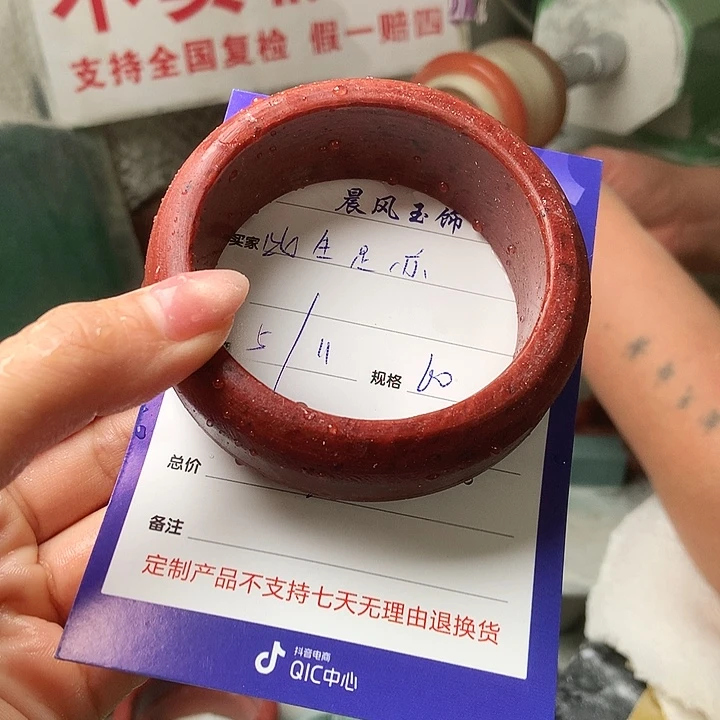 支持全国复检 假一赔四
晨风玉饰
买家
5/11 规格 60
总价
备注
定制产品不支持七天无理由退换货
抖音电商
QIC中心